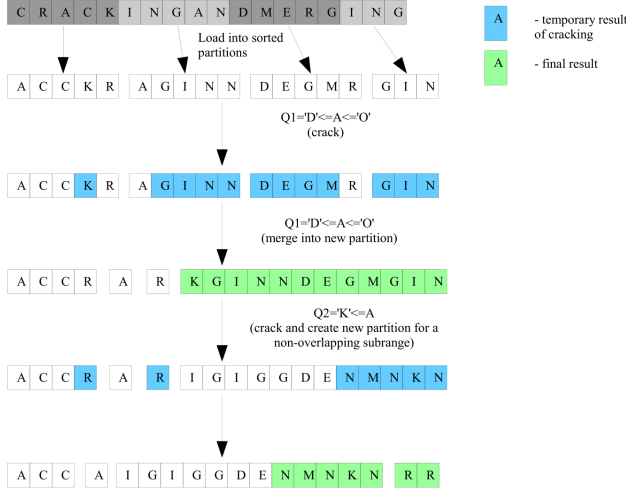 C R A C K I N G A N D M E R G I N G
A - temporary result
of cracking
Load into sorted
partitions
A - final result
A C C K R A G I N N D E G M R G I N
Q1='D'<=A<='O'
(crack)
A C C K R A G I N N D E G M R G I N
Q1='D'<=A<='O'
(merge into new partition)
A C C R A R K G I N N D E G M G I N
Q2='K'<=A
(crack and create new partition for a
non-overlapping subrange)
A C C R A R I G I G G D E N M N K N
A C C A I G I G G D E N M N K N R R